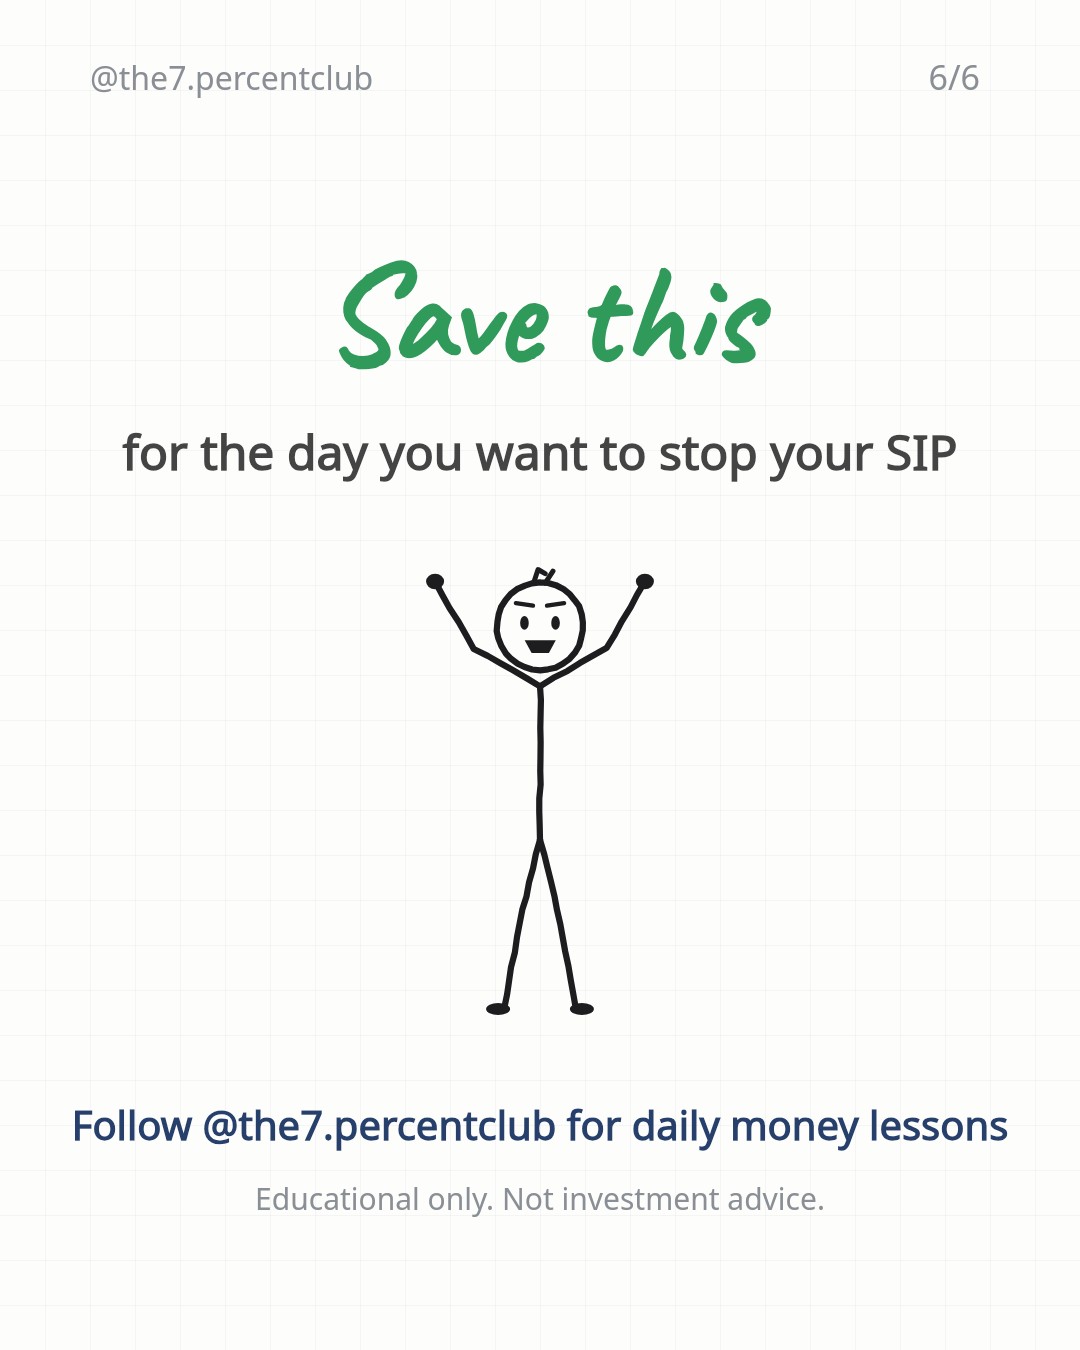 @the7.percentclub
6/6
Save this
for the day you want to stop your SIP
Follow @the7.percentclub for daily money lessons
Educational only. Not investment advice.